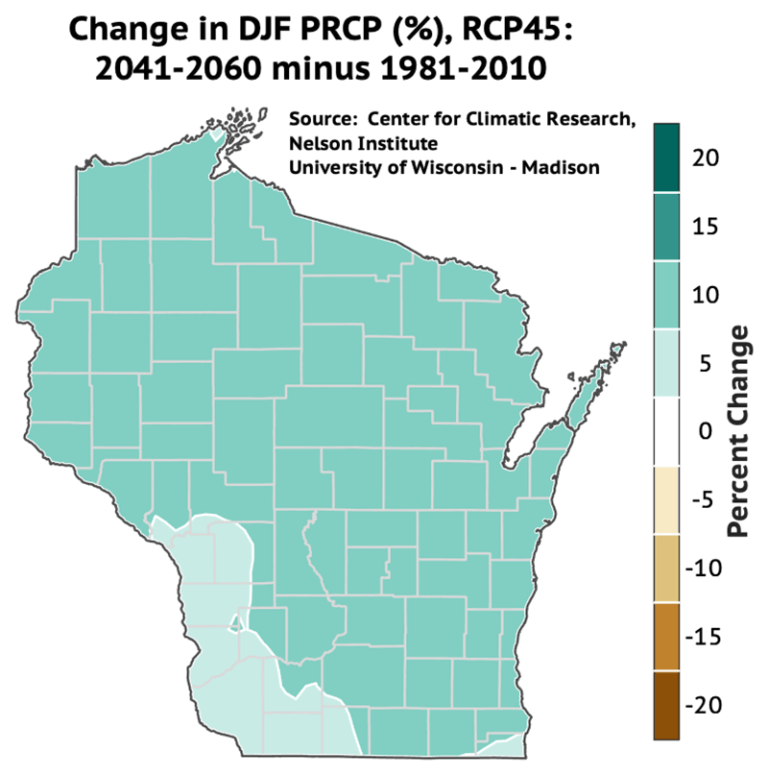 Change in DJF PRCP (%), RCP45:
2041-2060 minus 1981-2010
Source:  Center for Climatic Research,
Nelson Institute
University of Wisconsin - Madison
20
15
10
5
0
-5
-10
-15
-20
Percent Change